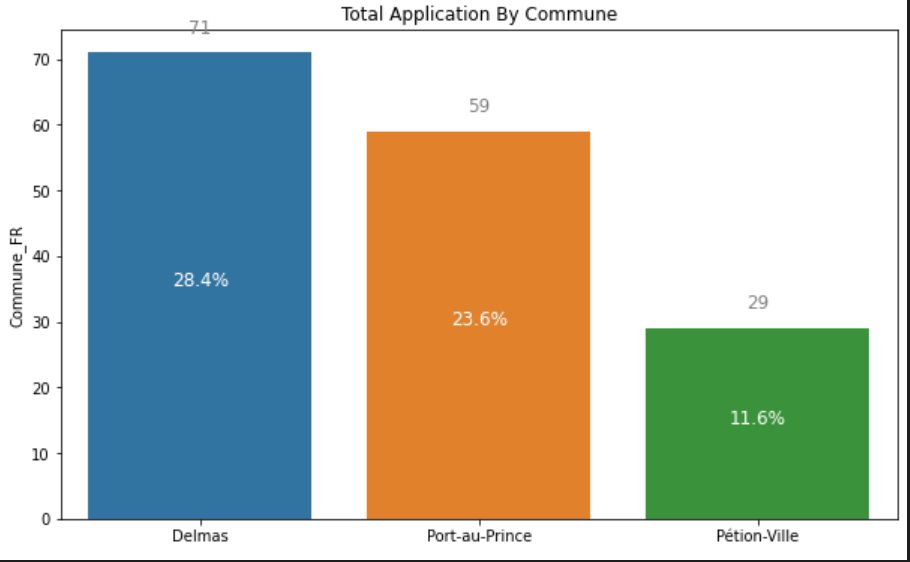 Total Application By Commune
71
70
60
50
40
30
20
10
0
Commune_FR
59
29
28.4%
23.6%
11.6%
Delmas
Port-au-Prince
Pétion-Ville